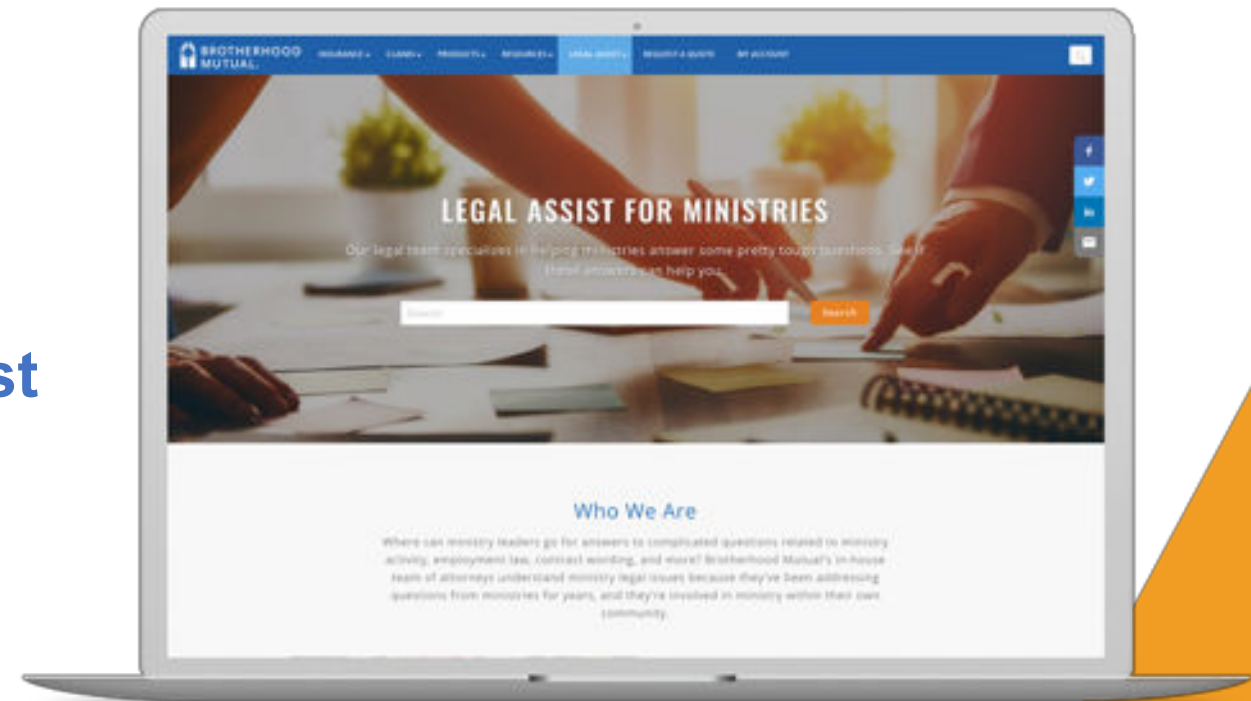 BROTHERHOOD
MUTUAL.
INSURANCE CLAIMS PRODUCTS RESOURCES LEGAL ASSIST REQUEST A QUOTE MY ACCOUNT
f
in
LEGAL ASSIST FOR MINISTRIES
Our legal team specializes in helping ministries answer some pretty tough questions. See if
these answers can help you.
Search
Search
st
Who We Are
Where can ministry leaders go for answers to complicated questions related to ministry
activity, employment law, contract wording, and more? Brotherhood Mutual's in-house
team of attorneys understand ministry legal issues because they've been addressing
questions from ministries for years, and they're involved in ministry within their own
community.